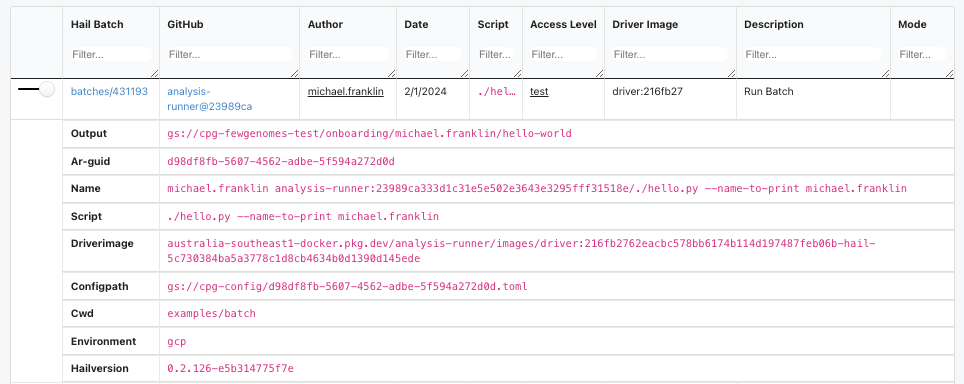 Hail Batch GitHub Author Date Script Access Level Driver Image Description Mode
Filter... Filter... Filter... Filter... Filter... Filter... Filter... Filter... Filter...
batches/431193 analysis- michael.franklin 2/1/2024 ./hel… test driver:216fb27 Run Batch
runner@23989ca
Output gs://cpg-fewgenomes-test/onboarding/michael.franklin/hello-world
Ar-guid d98df8fb-5607-4562-adbe-5f594a272d0d
Name michael.franklin analysis-runner:23989ca333d1c31e5e502e3643e3295fff31518e/./hello.py --name-to-print michael.franklin
Script ./hello.py --name-to-print michael.franklin
Driverimage australia-southeast1-docker.pkg.dev/analysis-runner/images/driver:216fb2762eacbc578bb6174b114d197487feb06b-hail-
5c730384ba5a3778c1d8cb4634b0d1390d145ede
Configpath gs://cpg-config/d98df8fb-5607-4562-adbe-5f594a272d0d.toml
Cwd examples/batch
Environment gcp
Hailversion 0.2.126-e5b314775f7e